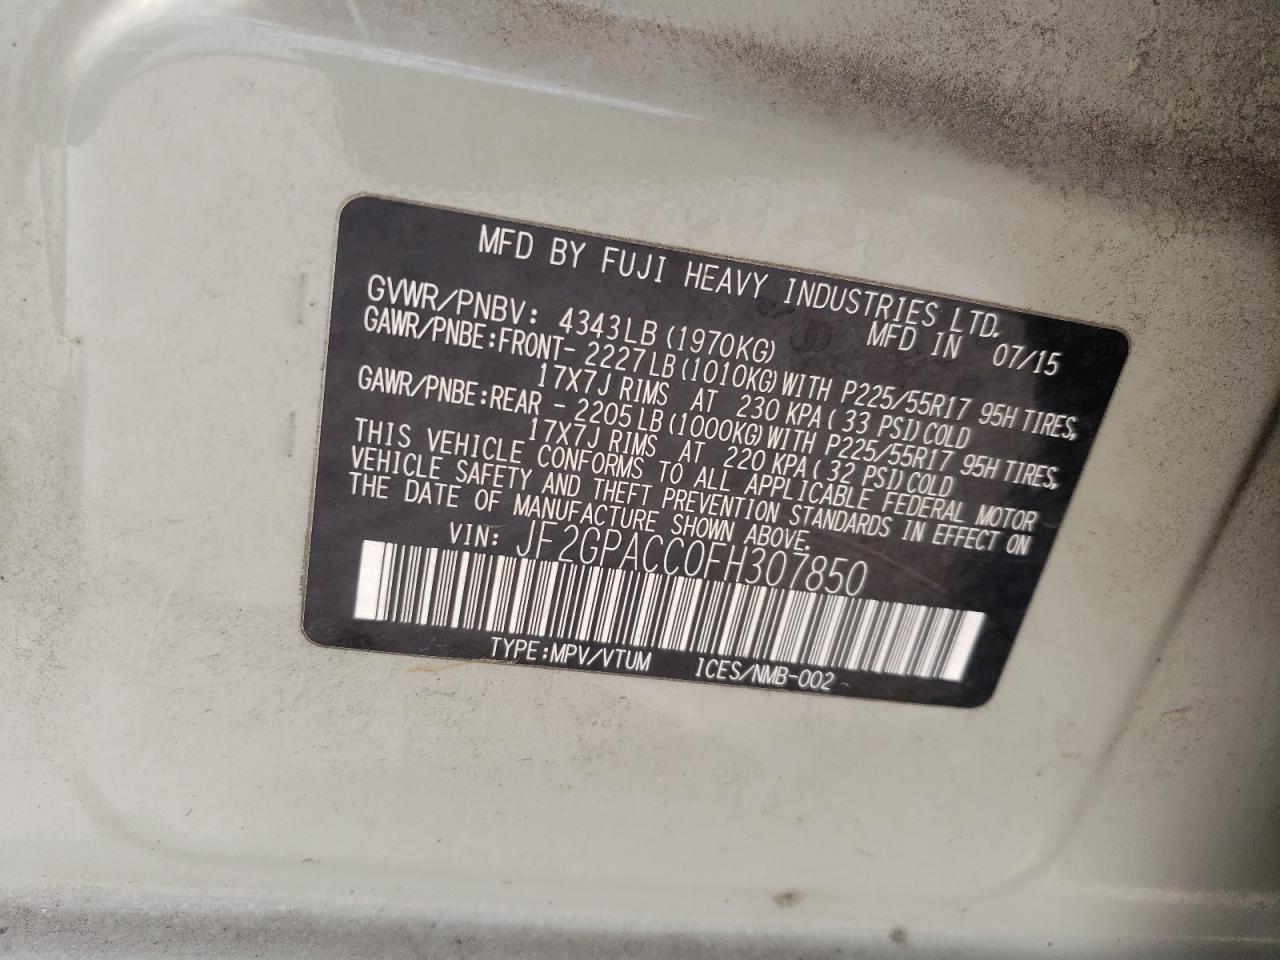 MFD BY FUJI HEAVY INDUSTRIES LTD.
MFD IN 07/15
GVWR/PNBV: 4343LB(1970KG)
GAWR/PNBE:FRONT- 2227LB(1010KG)WITH P225/55R17 95H TIRES,
17X7J RIMS AT 230 KPA(33 PSI)COLD
GAWR/PNBE:REAR - 2205LB(1000KG)WITH P225/55R17 95H TIRES,
17X7J RIMS AT 220 KPA(32 PSI)COLD
THIS VEHICLE CONFORMS TO ALL APPLICABLE FEDERAL MOTOR
VEHICLE SAFETY AND THEFT PREVENTION STANDARDS IN EFFECT ON
THE DATE OF MANUFACTURE SHOWN ABOVE.
VIN: JF2GPACC0FH307850
TYPE:MPV/VTUM ICES/NMB-002